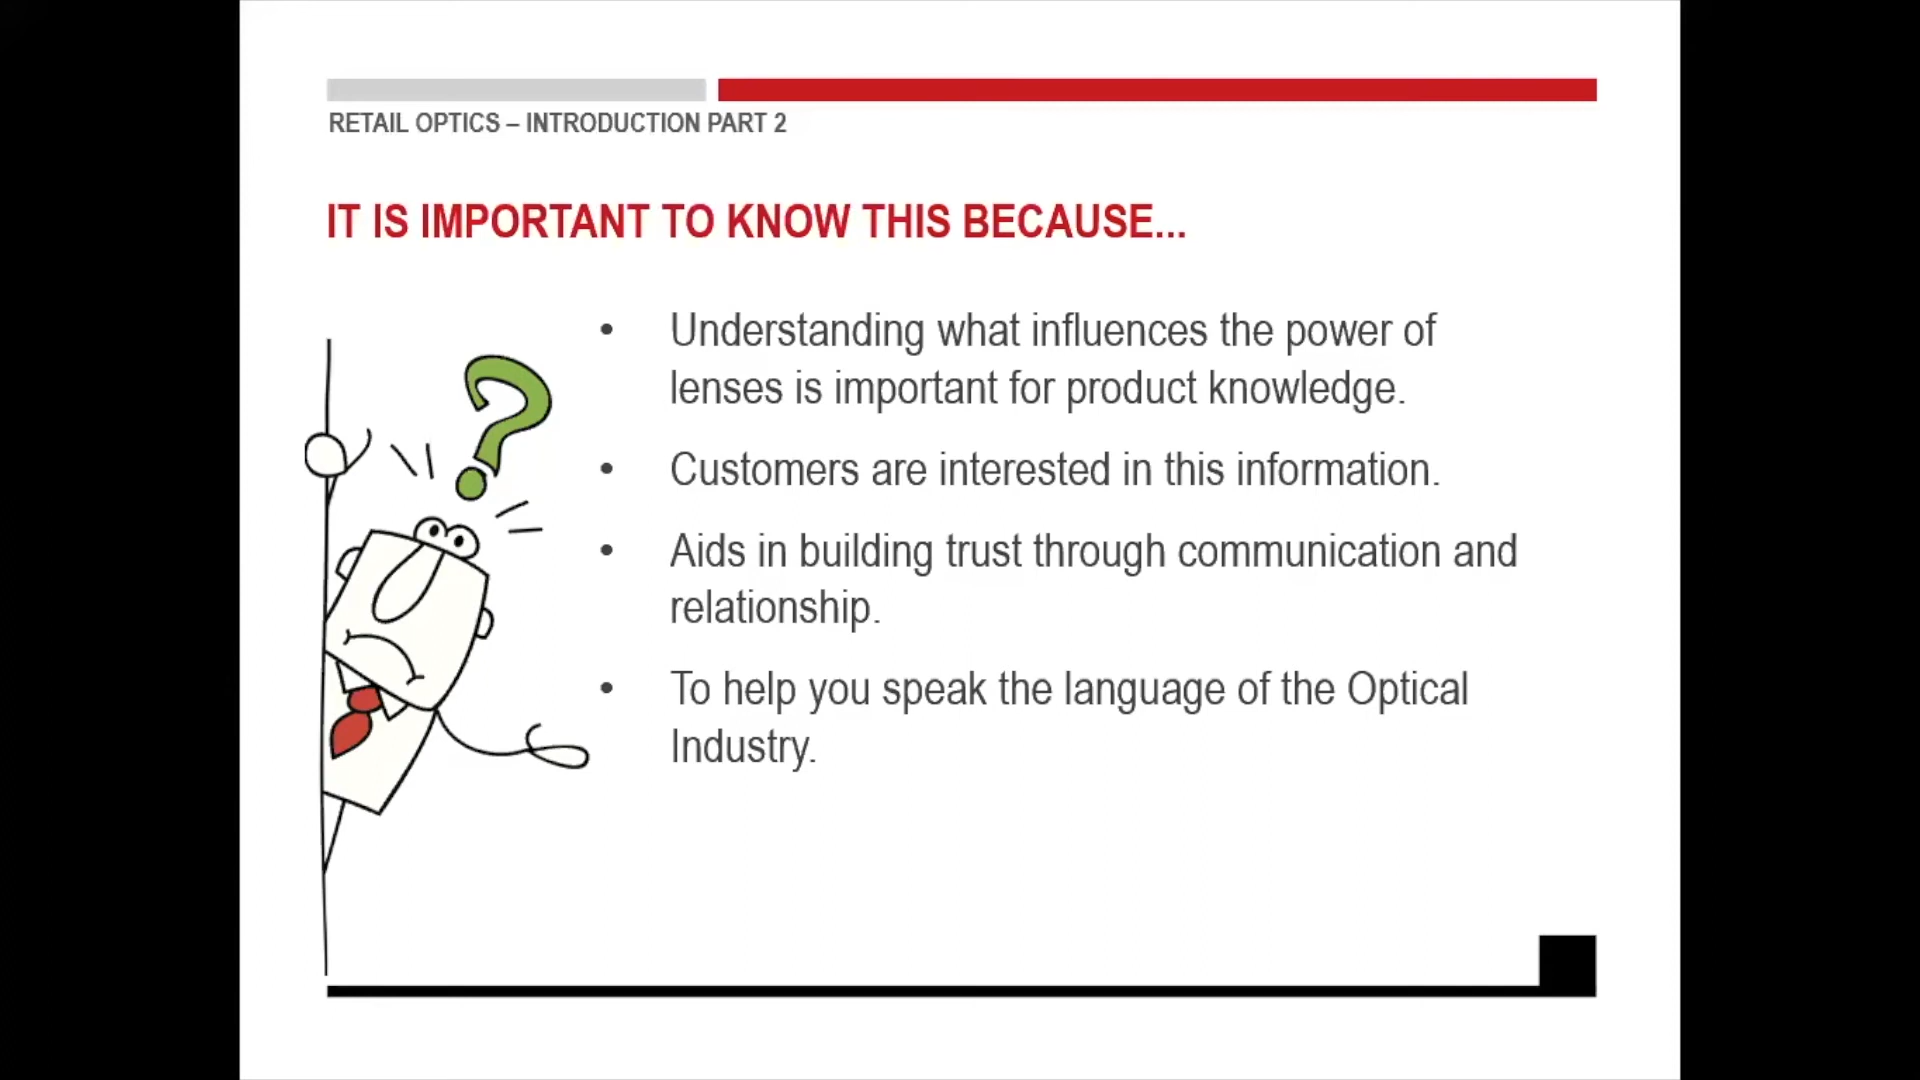 RETAIL OPTICS – INTRODUCTION PART 2
IT IS IMPORTANT TO KNOW THIS BECAUSE...
• Understanding what influences the power of
lenses is important for product knowledge.
• Customers are interested in this information.
• Aids in building trust through communication and
relationship.
• To help you speak the language of the Optical
Industry.